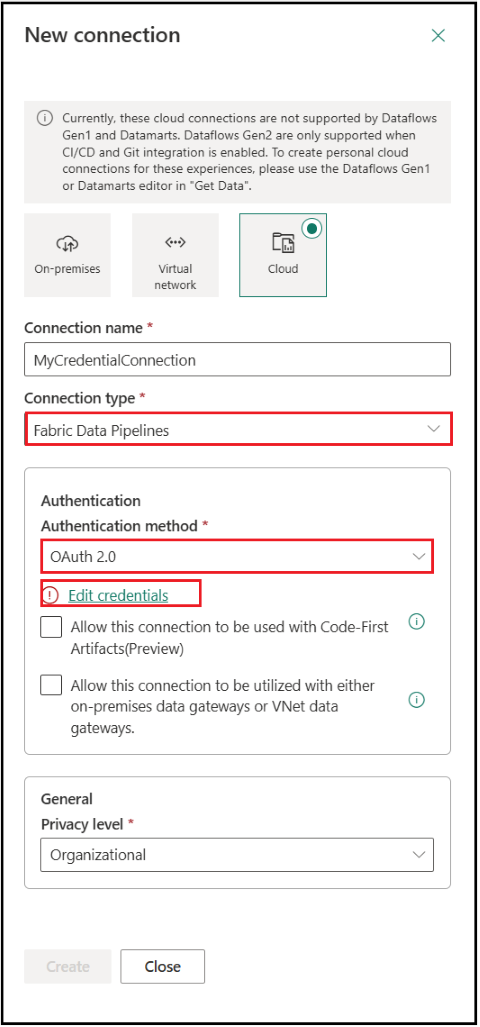 New connection
Currently, these cloud connections are not supported by Dataflows
Gen1 and Datamarts. Dataflows Gen2 are only supported when
CI/CD and Git integration is enabled. To create personal cloud
connections for these experiences, please use the Dataflows Gen1
or Datamarts editor in "Get Data".
On-premises
Virtual
network
Cloud
Connection name *
MyCredentialConnection
Connection type *
Fabric Data Pipelines
Authentication
Authentication method *
OAuth 2.0
Edit credentials
Allow this connection to be used with Code-First
Artifacts(Preview)
Allow this connection to be utilized with either
on-premises data gateways or VNet data
gateways.
General
Privacy level *
Organizational
Create
Close